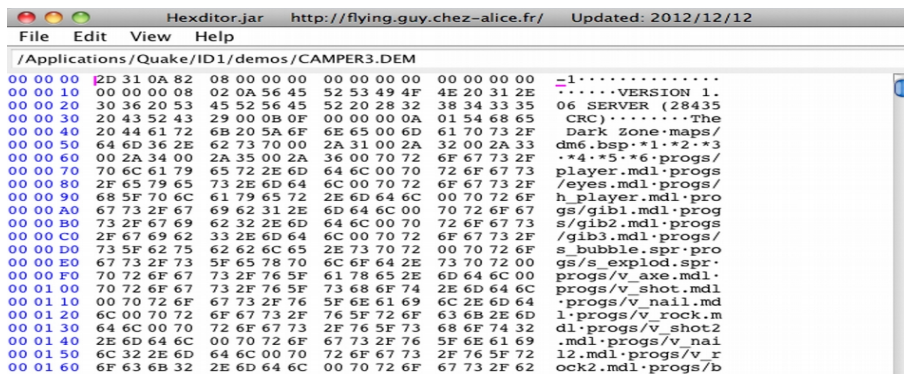 Hexditor.jar http://flying.guy.chez-alice.fr/ Updated: 2012/12/12
File Edit View Help
/Applications/Quake/ID1/demos/CAMPER3.DEM
00 00 00 2D 31 0A 82 08 00 00 00 00 00 00 00 00 00 00 00 -1··············
00 00 10 00 00 00 08 02 0A 56 45 52 53 49 4F 4E 20 31 2E ······VERSION 1.
00 00 20 30 36 20 53 45 52 56 45 52 20 28 32 38 34 33 35 06 SERVER (28435
00 00 30 20 43 52 43 29 00 0B 0F 00 00 00 0A 01 54 68 65 CRC)········The
00 00 40 20 44 61 72 6B 20 5A 6F 6E 65 00 6D 61 70 73 2F Dark Zone·maps/
00 00 50 64 6D 36 2E 62 73 70 00 2A 31 00 2A 32 00 2A 33 dm6.bsp·*1·*2·*3
00 00 60 00 2A 34 00 2A 35 00 2A 36 00 70 72 6F 67 73 2F ·*4·*5·*6·progs/
00 00 70 70 6C 61 79 65 72 2E 6D 64 6C 00 70 72 6F 67 73 player.mdl·progs
00 00 80 2F 65 79 65 73 2E 6D 64 6C 00 70 72 6F 67 73 2F /eyes.mdl·progs/
00 00 90 68 5F 70 6C 61 79 65 72 2E 6D 64 6C 00 70 72 6F h_player.mdl·pro
00 00 A0 67 73 2F 67 69 62 31 2E 6D 64 6C 00 70 72 6F 67 gs/gib1.mdl·prog
00 00 B0 73 2F 67 69 62 32 2E 6D 64 6C 00 70 72 6F 67 73 s/gib2.mdl·progs
00 00 C0 2F 67 69 62 33 2E 6D 64 6C 00 70 72 6F 67 73 2F /gib3.mdl·progs/
00 00 D0 73 5F 62 75 62 62 6C 65 2E 73 70 72 00 70 72 6F s_bubble.spr·pro
00 00 E0 67 73 2F 73 5F 65 78 70 6C 6F 64 2E 73 70 72 00 gs/s_explod.spr·
00 00 F0 70 72 6F 67 73 2F 76 5F 61 78 65 2E 6D 64 6C 00 progs/v_axe.mdl·
00 01 00 70 72 6F 67 73 2F 76 5F 73 68 6F 74 2E 6D 64 6C progs/v_shot.mdl
00 01 10 00 70 72 6F 67 73 2F 76 5F 6E 61 69 6C 2E 6D 64 ·progs/v_nail.md
00 01 20 6C 00 70 72 6F 67 73 2F 76 5F 72 6F 63 6B 2E 6D l·progs/v_rock.m
00 01 30 64 6C 00 70 72 6F 67 73 2F 76 5F 73 68 6F 74 32 dl·progs/v_shot2
00 01 40 2E 6D 64 6C 00 70 72 6F 67 73 2F 76 5F 6E 61 69 .mdl·progs/v_nai
00 01 50 6C 32 2E 6D 64 6C 00 70 72 6F 67 73 2F 76 5F 72 l2.mdl·progs/v_r
00 01 60 6F 63 6B 32 2E 6D 64 6C 00 70 72 6F 67 73 2F 62 ock2.mdl·progs/b